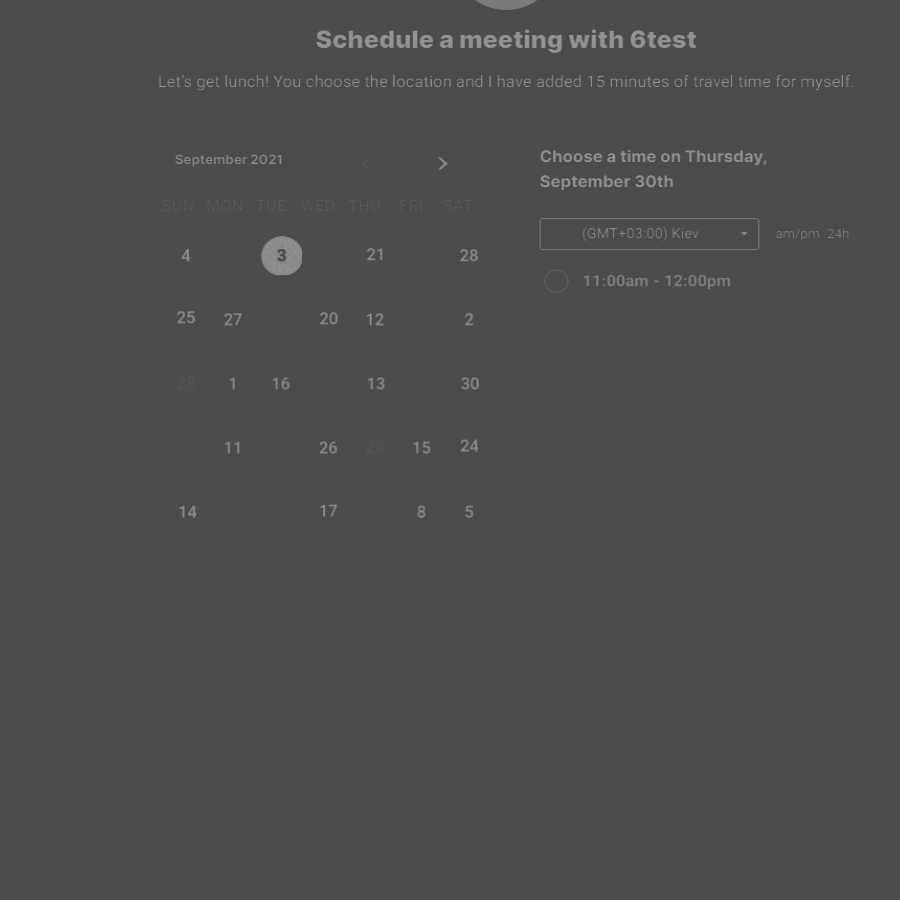 Schedule a meeting with 6test
Let's get lunch! You choose the location and I have added 15 minutes of travel time for myself.
September 2021
SUN MON TUE WED THU FRI SAT
4 3 21 28
25 27 20 12 2
28 1 16 13 30
11 26 28 15 24
14 17 8 5
Choose a time on Thursday,
September 30th
(GMT+03:00) Kiev am/pm 24h
11:00am - 12:00pm